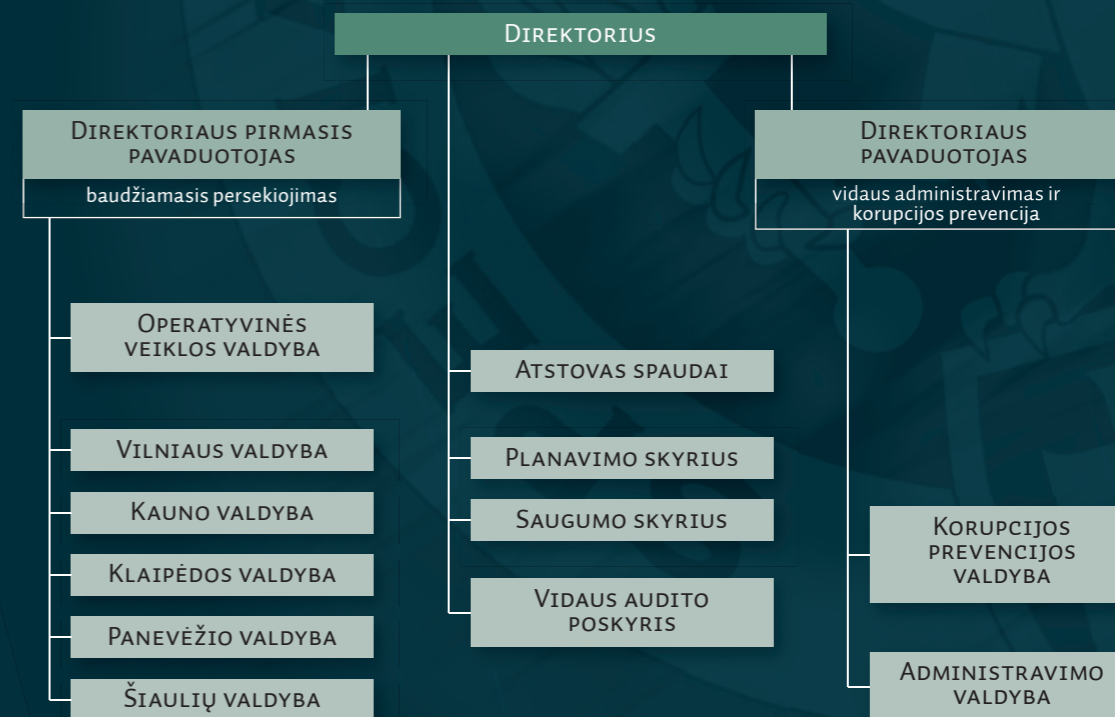 Direktorius
Direktoriaus pirmasis
pavaduotojas
baudžiamasis persekiojimas
Operatyvinės
veiklos valdyba
Vilniaus valdyba
Kauno valdyba
Klaipėdos valdyba
Panevėžio valdyba
Šiaulių valdyba
Atstovas spaudai
Planavimo skyrius
Saugumo skyrius
Vidaus audito
poskyris
Direktoriaus
pavaduotojas
vidaus administravimas ir
korupcijos prevencija
Korupcijos
prevencijos
valdyba
Administravimo
valdyba